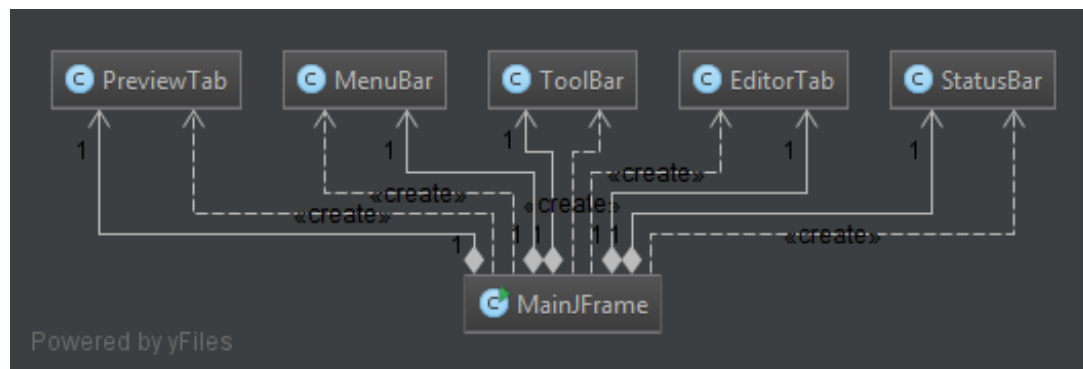 C PreviewTab
C MenuBar
C ToolBar
C EditorTab
C StatusBar
1
1
1
1
1
«create»
«create»
«create»
«create»
«create»
1
1
1
1
1
C MainJFrame
Powered by yFiles